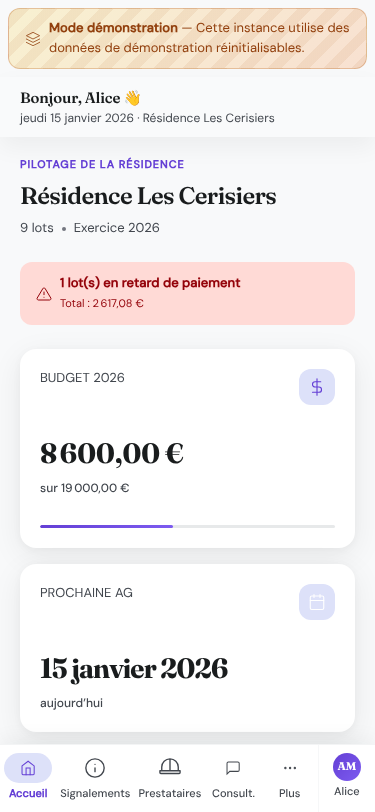 Mode démonstration — Cette instance utilise des
données de démonstration réinitialisables.
Bonjour, Alice 👋
jeudi 15 janvier 2026 · Résidence Les Cerisiers
PILOTAGE DE LA RÉSIDENCE
Résidence Les Cerisiers
9 lots • Exercice 2026
1 lot(s) en retard de paiement
Total : 2 617,08 €
BUDGET 2026
8 600,00 €
sur 19 000,00 €
PROCHAINE AG
15 janvier 2026
aujourd’hui
AM
Accueil Signalements Prestataires Consult. Plus Alice